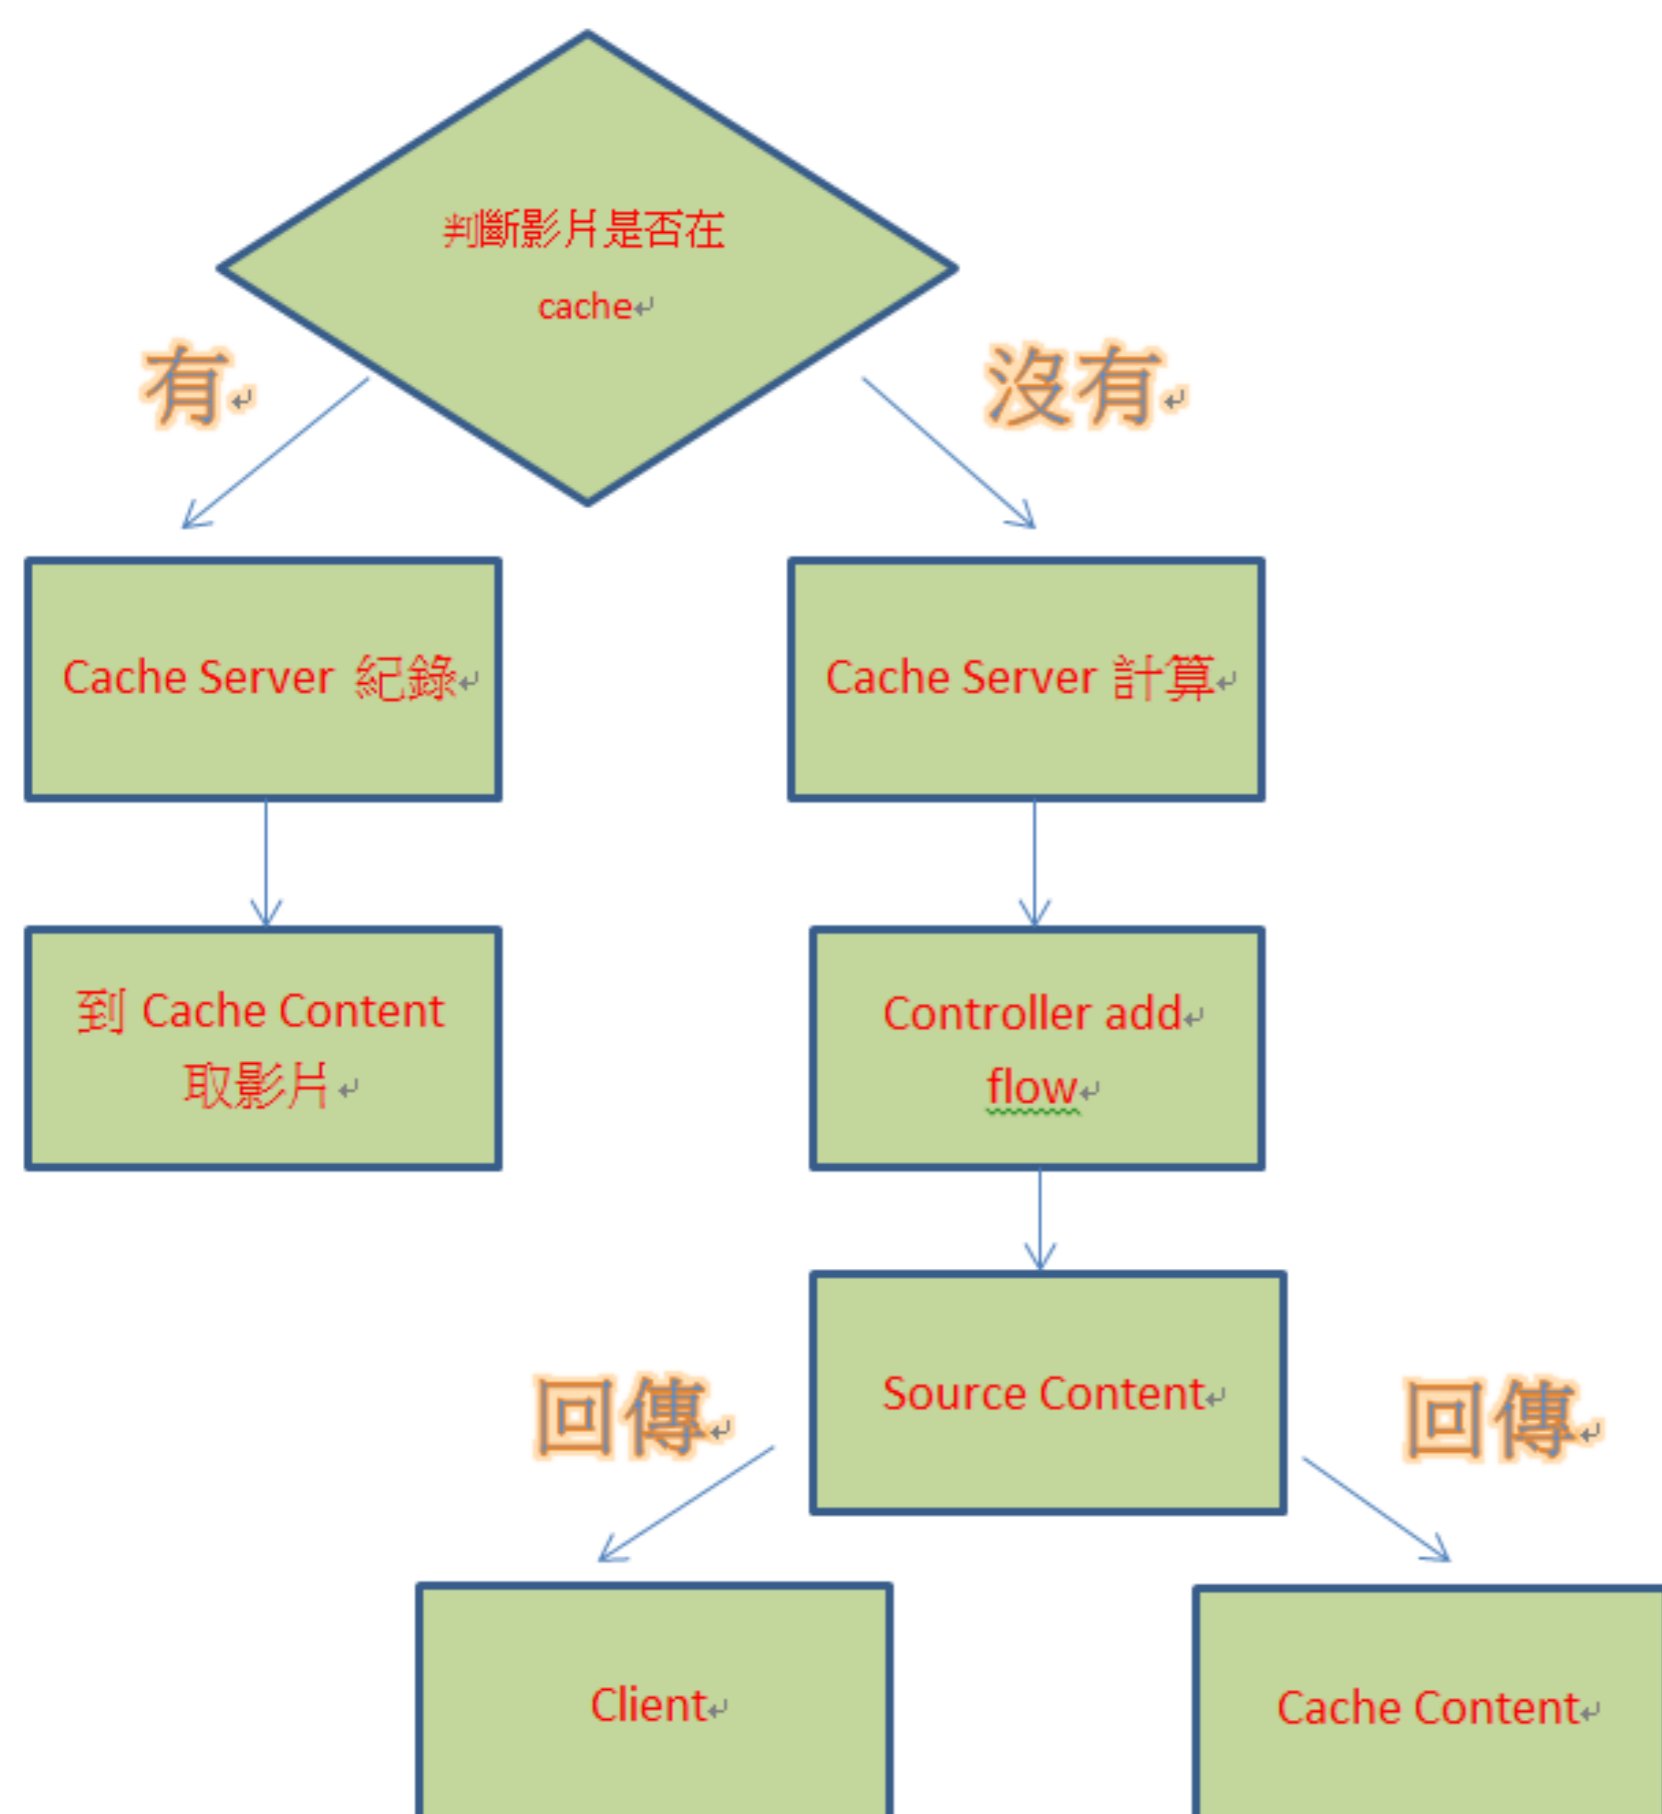 判斷影片是否在
cache
有
沒有
Cache Server 紀錄
Cache Server 計算
到 Cache Content
取影片
Controller add
flow
Source Content
回傳
回傳
Client
Cache Content